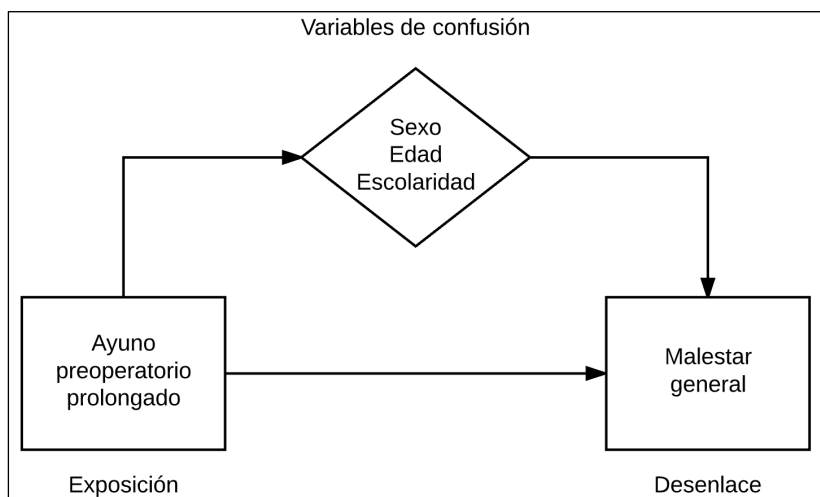 Variables de confusión
Sexo
Edad
Escolaridad
Ayuno
preoperatorio
prolongado
Malestar
general
Exposición
Desenlace